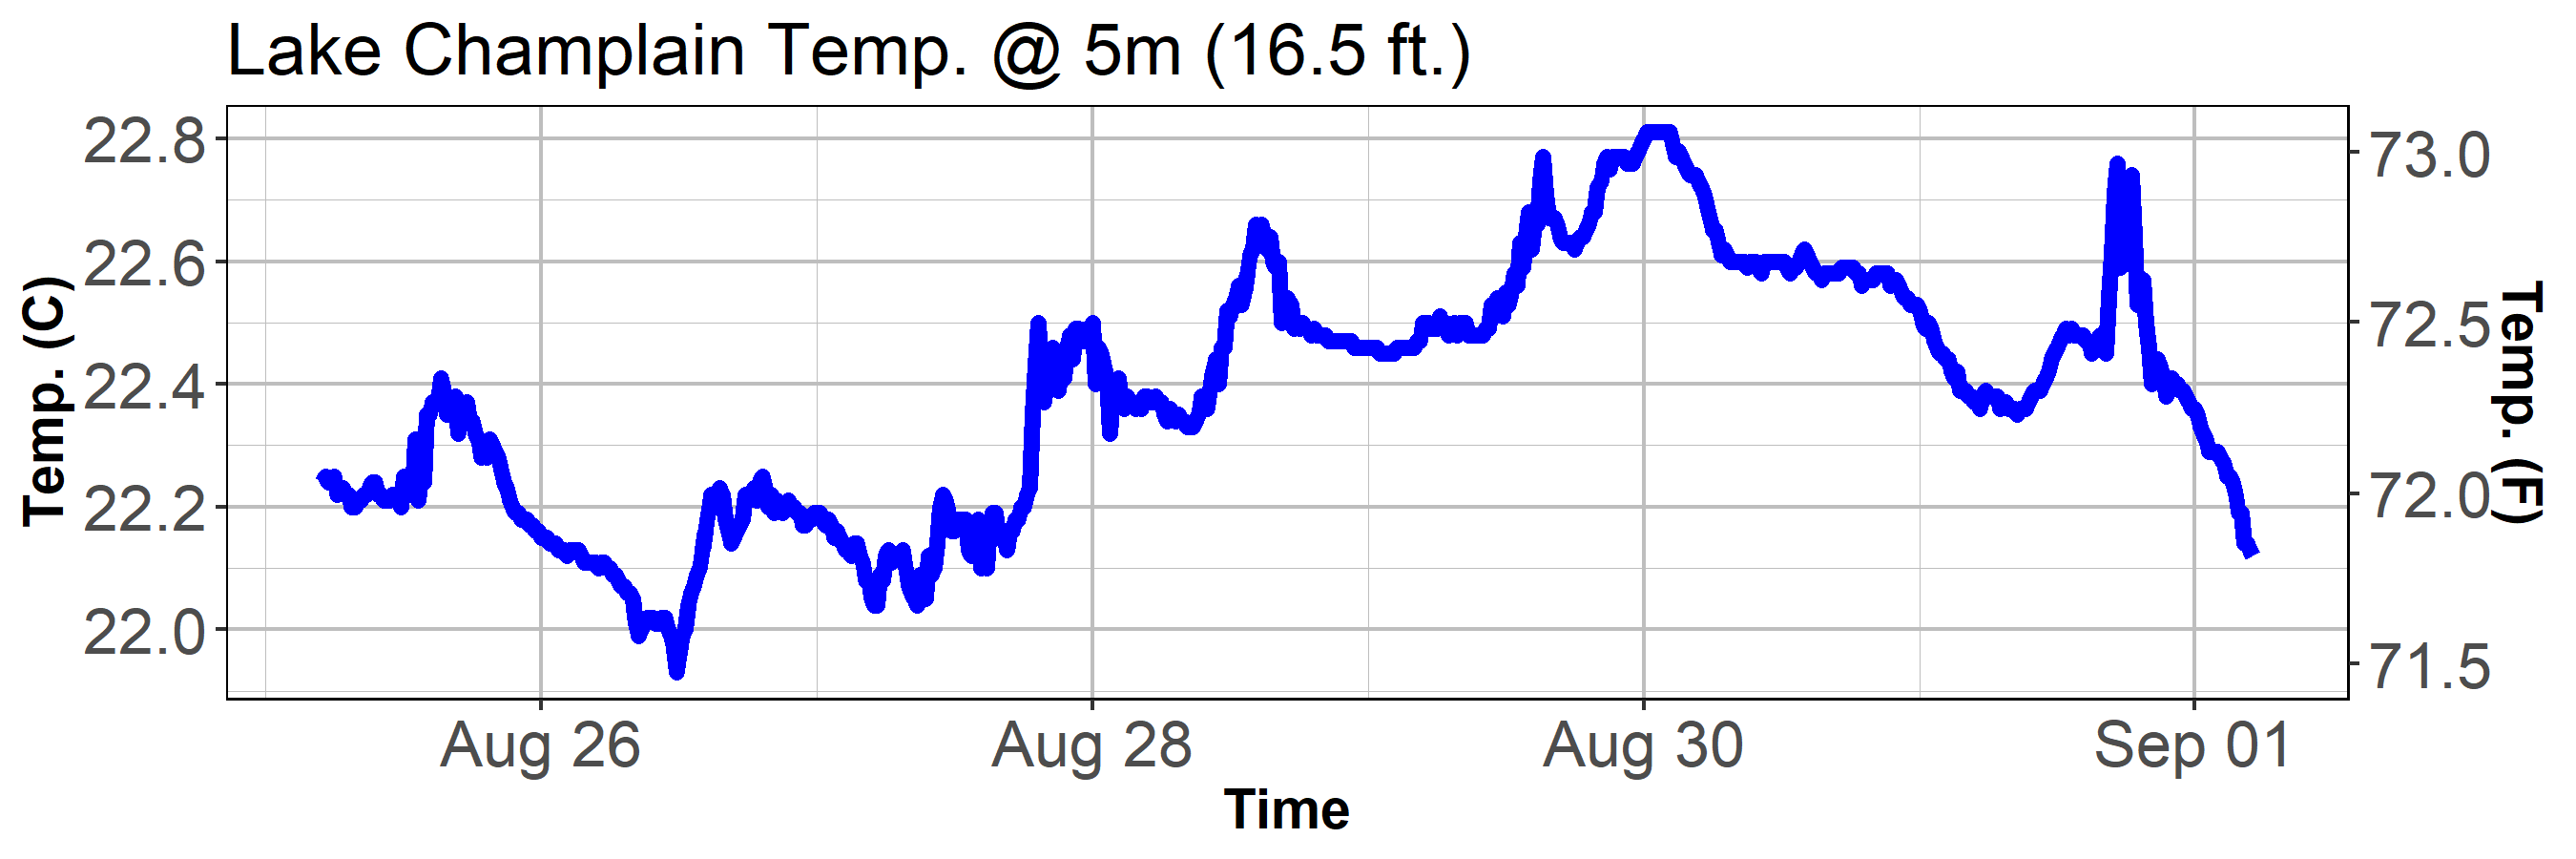 Lake Champlain Temp. @ 5m (16.5 ft.)
22.8
22.6
22.4
22.2
22.0
Temp. (C)
73.0
72.5
72.0
71.5
Temp. (F)
Aug 26
Aug 28
Aug 30
Sep 01
Time